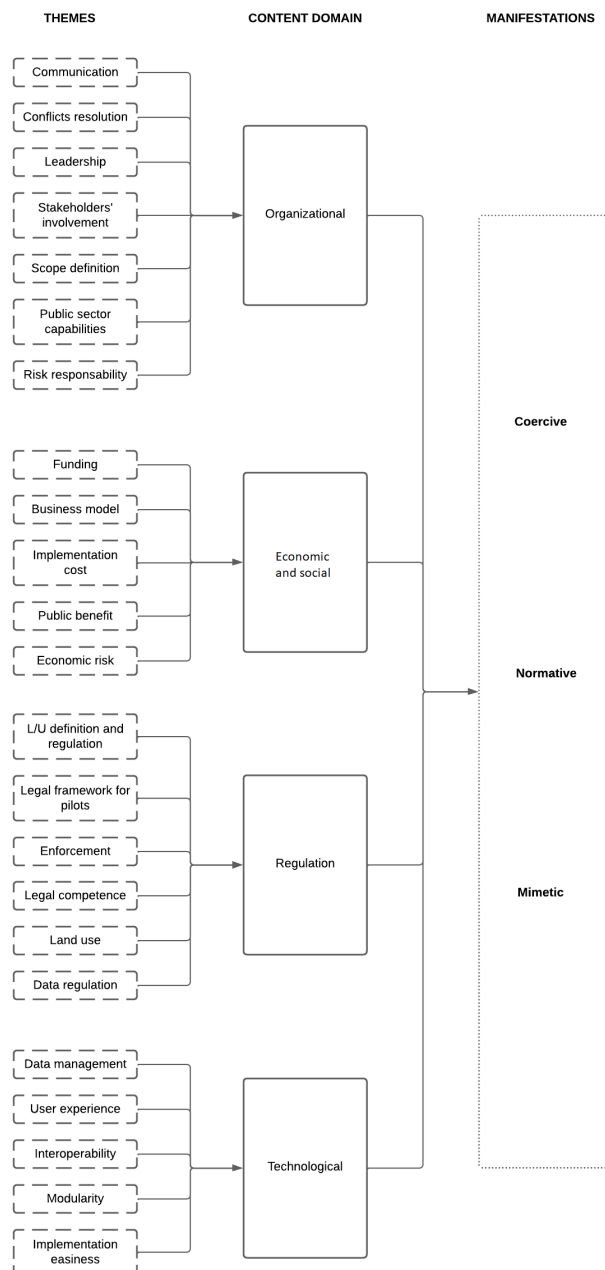 THEMES
CONTENT DOMAIN
MANIFESTATIONS
Communication
Conflicts resolution
Leadership
Stakeholders'
involvement
Scope definition
Public sector
capabilities
Risk responsability
Organizational
Funding
Business model
Implementation
cost
Public benefit
Economic risk
Economic
and social
L/U definition and
regulation
Legal framework for
pilots
Enforcement
Legal competence
Land use
Data regulation
Regulation
Data management
User experience
Interoperability
Modularity
Implementation
easiness
Technological
Coercive
Normative
Mimetic